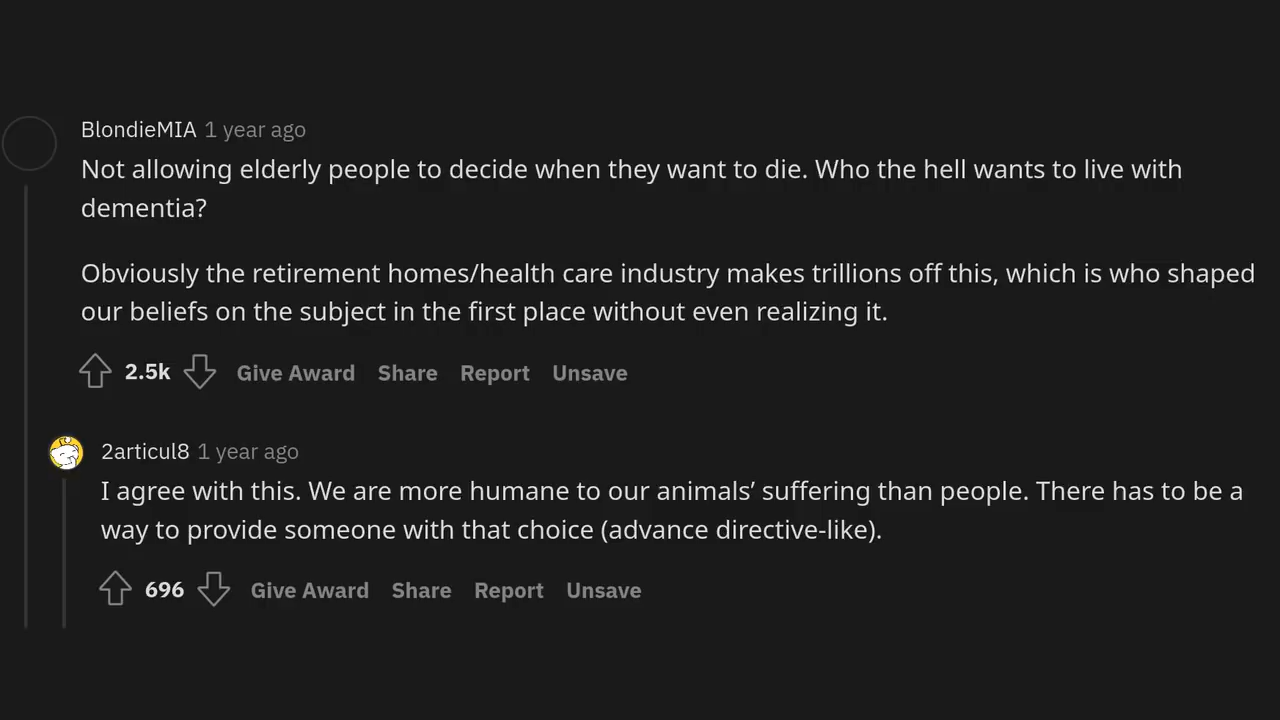 BlondieMIA 1 year ago
Not allowing elderly people to decide when they want to die. Who the hell wants to live with
dementia?
Obviously the retirement homes/health care industry makes trillions off this, which is who shaped
our beliefs on the subject in the first place without even realizing it.
2.5k Give Award Share Report Unsave
2articul8 1 year ago
I agree with this. We are more humane to our animals’ suffering than people. There has to be a
way to provide someone with that choice (advance directive-like).
696 Give Award Share Report Unsave